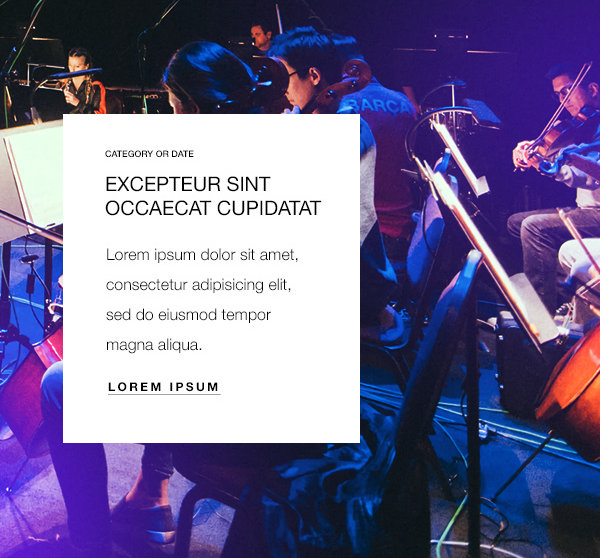 BARCA
CATEGORY OR DATE
EXCEPTEUR SINT
OCCAECAT CUPIDATAT
Lorem ipsum dolor sit amet,
consectetur adipisicing elit,
sed do eiusmod tempor
magna aliqua.
LOREM IPSUM